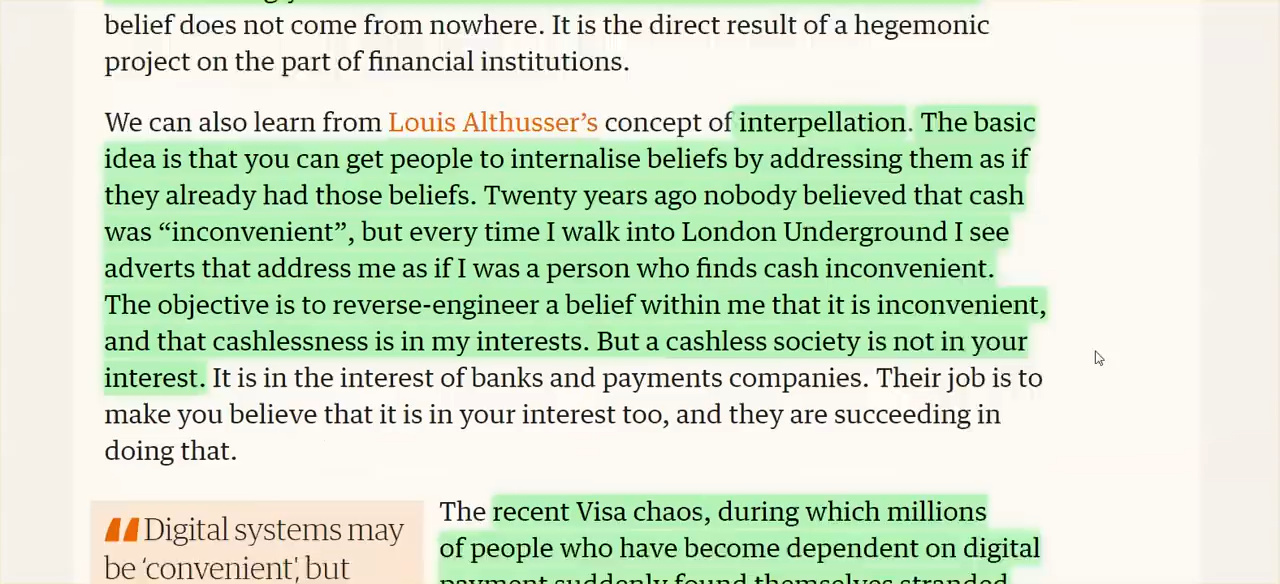 belief does not come from nowhere. It is the direct result of a hegemonic
project on the part of financial institutions.
We can also learn from Louis Althusser’s concept of interpellation. The basic
idea is that you can get people to internalise beliefs by addressing them as if
they already had those beliefs. Twenty years ago nobody believed that cash
was “inconvenient”, but every time I walk into London Underground I see
adverts that address me as if I was a person who finds cash inconvenient.
The objective is to reverse-engineer a belief within me that it is inconvenient,
and that cashlessness is in my interests. But a cashless society is not in your
interest. It is in the interest of banks and payments companies. Their job is to
make you believe that it is in your interest too, and they are succeeding in
doing that.
Digital systems may
be ‘convenient’, but
The recent Visa chaos, during which millions
of people who have become dependent on digital
payment suddenly found themselves stranded